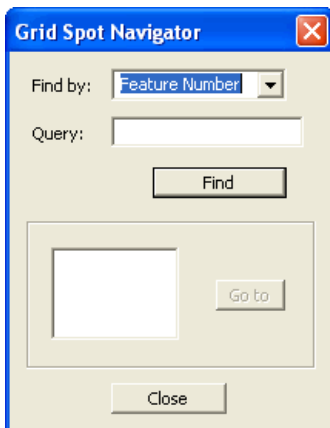 Grid Spot Navigator
Find by: Feature Number
Query:
Find
Go to
Close